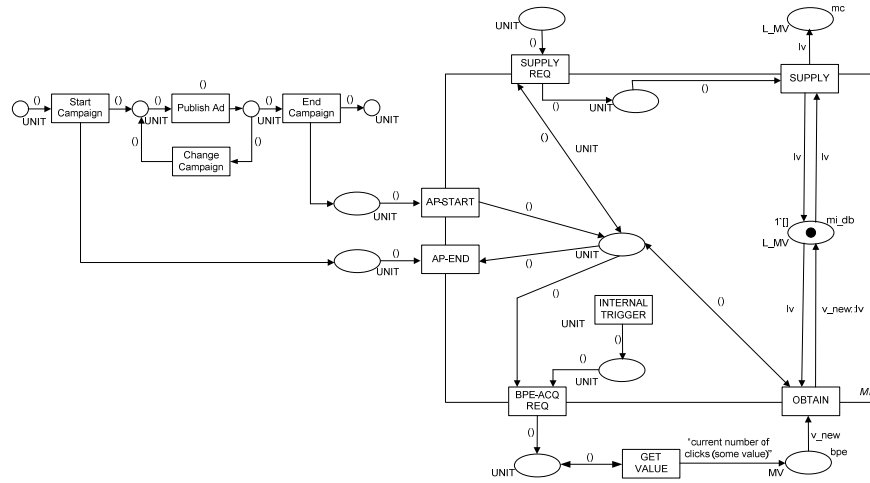 UNIT
()
SUPPLY
REQ
()
UNIT
()
mc
L_MV
lv
SUPPLY
()
()
Start
Campaign
()
()
Publish Ad
()
End
Campaign
()
UNIT
UNIT
UNIT
UNIT
()
()
Change
Campaign
()
UNIT
lv
lv
()
UNIT
AP-START
()
()
UNIT
AP-END
UNIT
()
1`[]
mi_db
L_MV
()
INTERNAL
TRIGGER
UNIT
()
()
UNIT
()
lv
v_new::lv
BPE-ACQ
REQ
OBTAIN
()
UNIT
()
GET
VALUE
"current number of
clicks (some value)"
v_new
bpe
MV